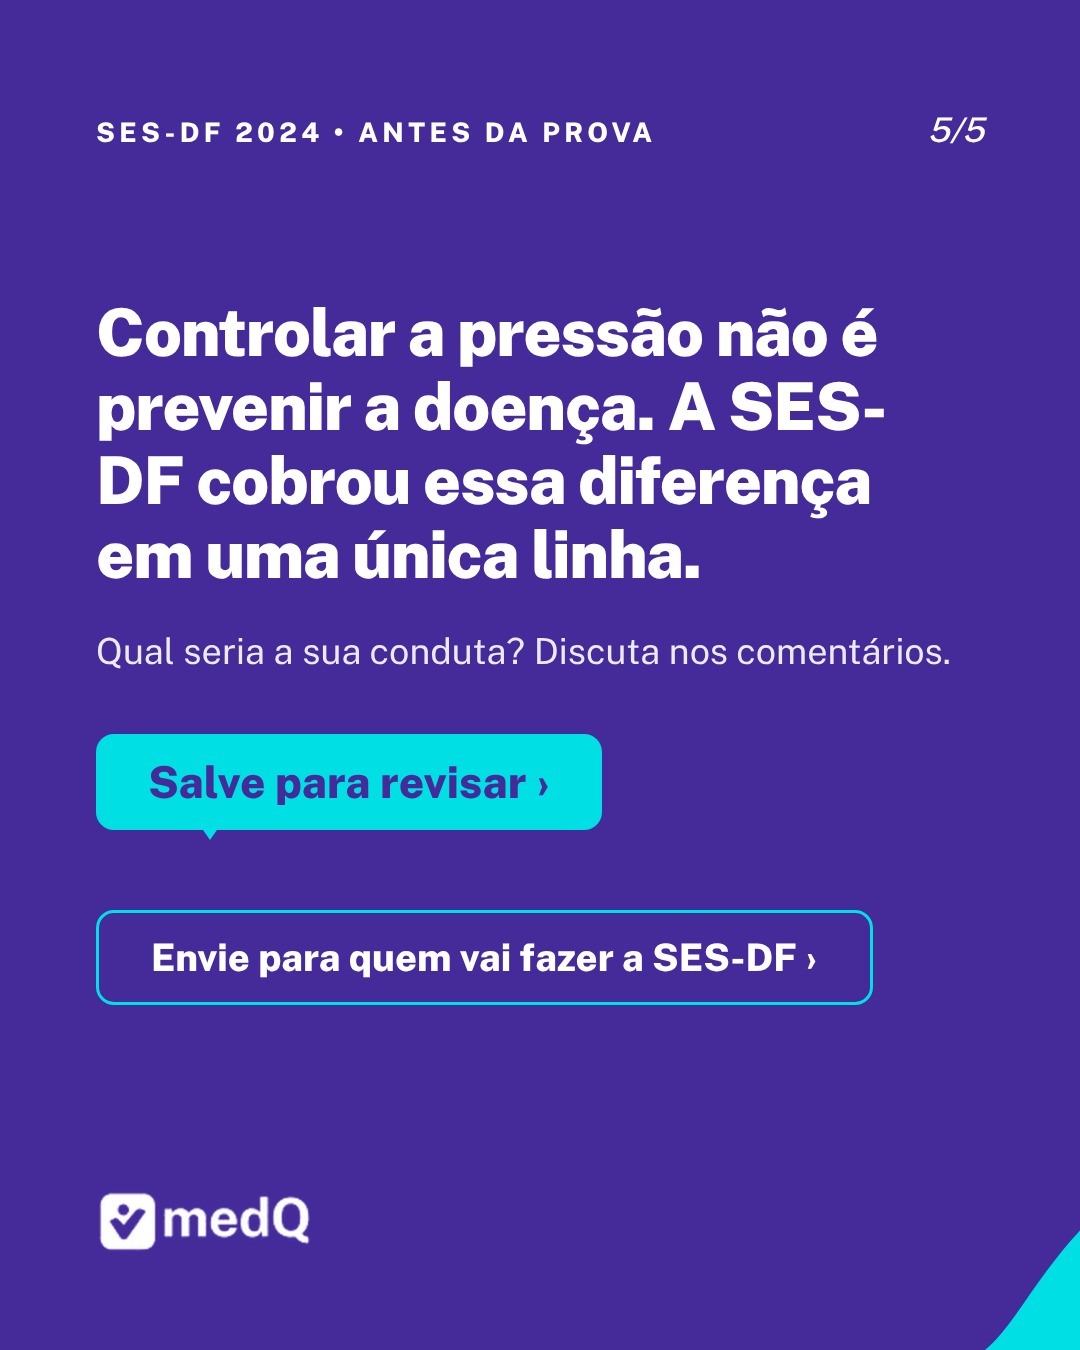 SES-DF 2024 • ANTES DA PROVA
5/5
Controlar a pressão não é
prevenir a doença. A SES-
DF cobrou essa diferença
em uma única linha.
Qual seria a sua conduta? Discuta nos comentários.
Salve para revisar ›
Envie para quem vai fazer a SES-DF ›
medQ